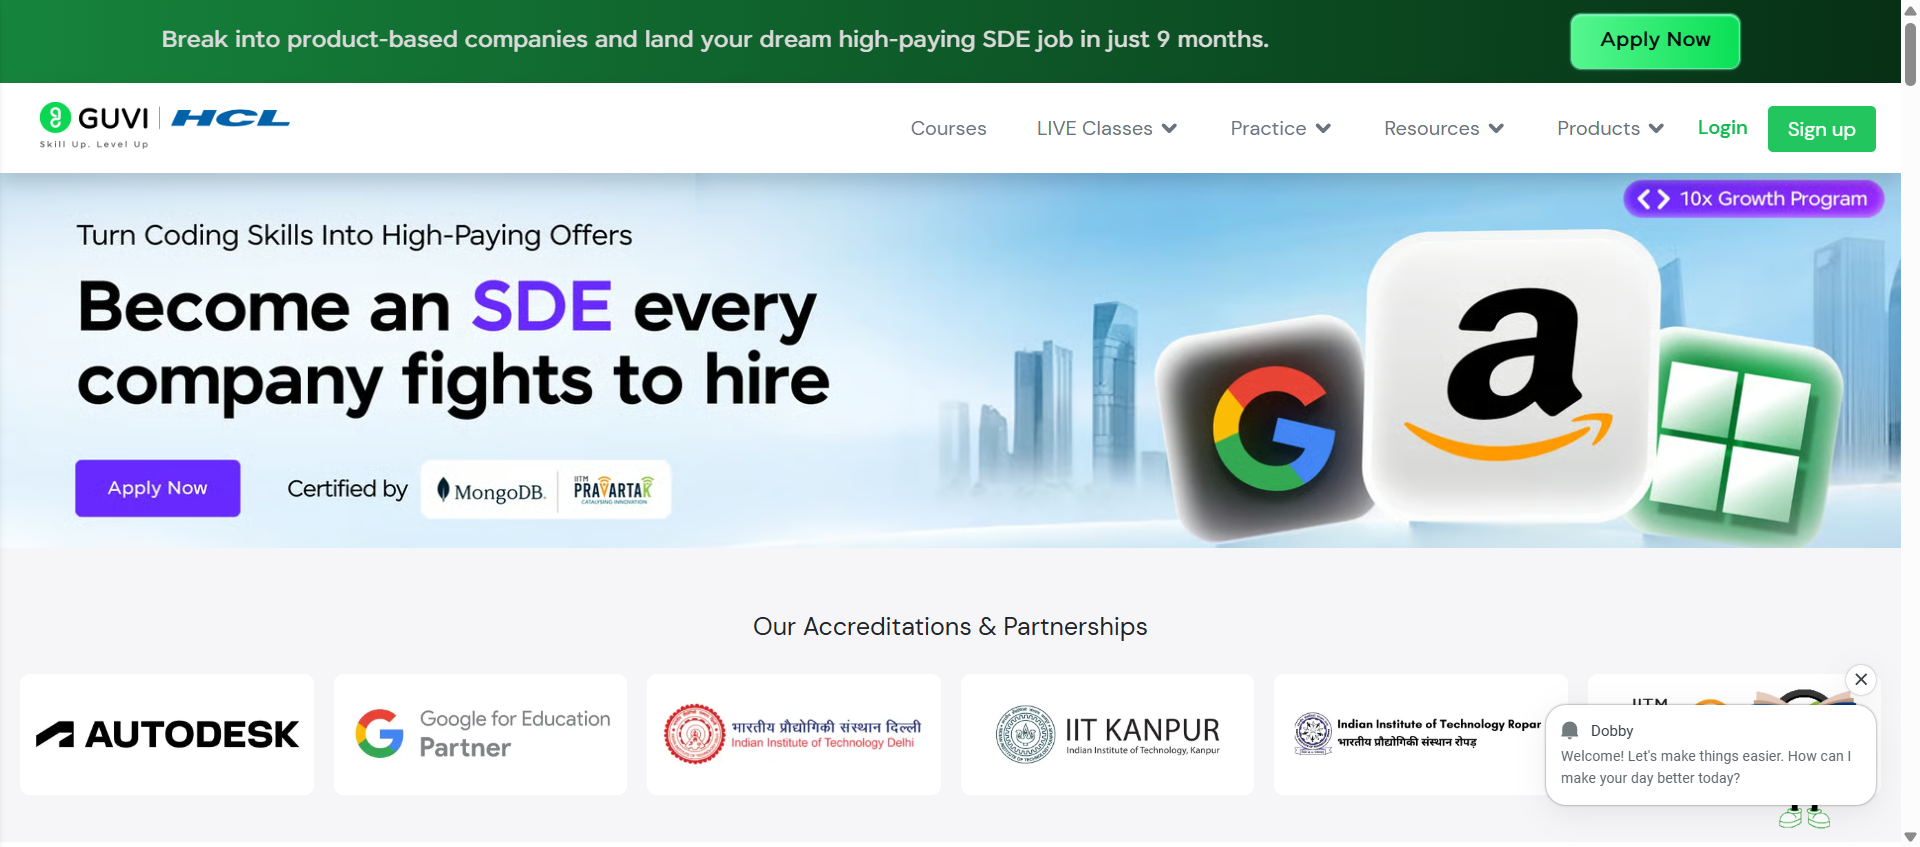 Break into product-based companies and land your dream high-paying SDE job in just 9 months.
Apply Now
GUVI
HCL
Skill Up. Level Up
Courses
LIVE Classes
Practice
Resources
Products
Login
Sign up
10x Growth Program
Turn Coding Skills Into High-Paying Offers
Become an SDE every
company fights to hire
Apply Now
Certified by
MongoDB.
IITM
PRAVARTAK
CATALYSING INNOVATION
Our Accreditations & Partnerships
AUTODESK
Google for Education
Partner
भारतीय प्रौद्योगिकी संस्थान दिल्ली
Indian Institute of Technology Delhi
IIT KANPUR
Indian Institute of Technology, Kanpur
Indian Institute of Technology Ropar
भारतीय प्रौद्योगिकी संस्थान रोपड़
IITM
Dobby
Welcome! Let's make things easier. How can I
make your day better today?